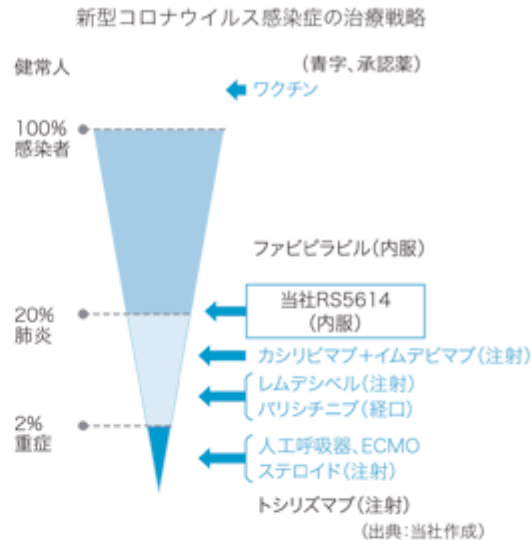 新型コロナウイルス感染症の治療戦略
健常人
(青字、承認薬)
ワクチン
100%
感染者
ファビピラビル(内服)
当社RS5614
(内服)
20%
肺炎
カシリビマブ+イムデビマブ(注射)
レムデシベル(注射)
バリシチニブ(経口)
2%
重症
人工呼吸器、ECMO
ステロイド(注射)
トシリズマブ(注射)
(出典:当社作成)